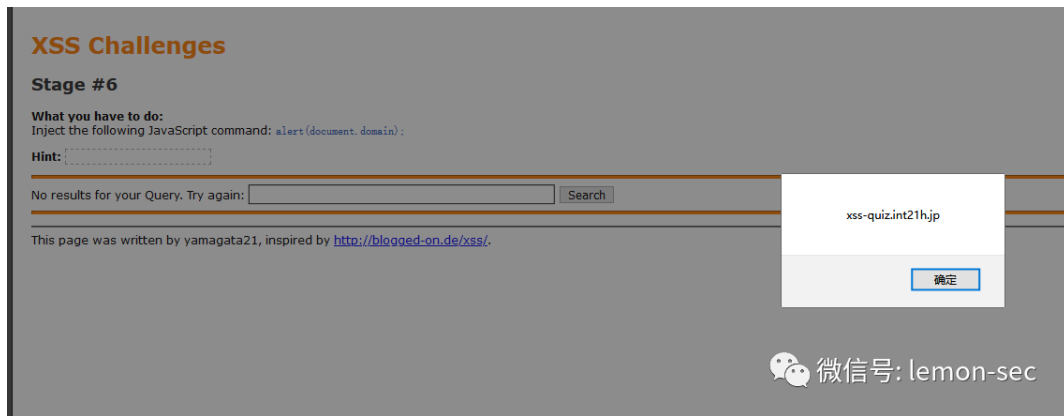 XSS Challenges
Stage #6
What you have to do:
Inject the following JavaScript command: alert(document.domain);
Hint:
No results for your Query. Try again: Search
xss-quiz.int21h.jp
确定
This page was written by yamagata21, inspired by http://blogged-on.de/xss/.
微信号: lemon-sec